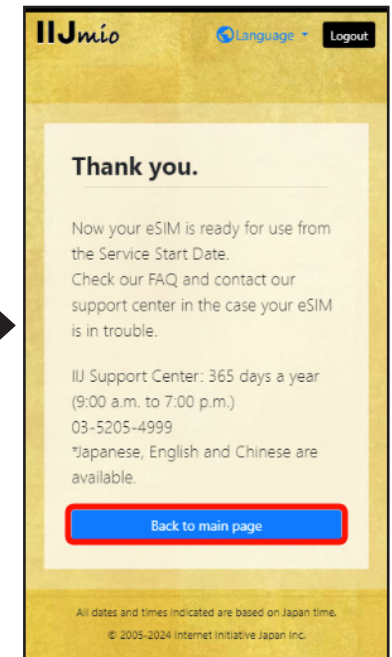 IIJmio
Language
Logout
Thank you.
Now your eSIM is ready for use from
the Service Start Date.
Check our FAQ and contact our
support center in the case your eSIM
is in trouble.
IIJ Support Center: 365 days a year
(9:00 a.m. to 7:00 p.m.)
03-5205-4999
*Japanese, English and Chinese are
available.
Back to main page
All dates and times indicated are based on Japan time.
© 2005-2024 Internet Initiative Japan Inc.